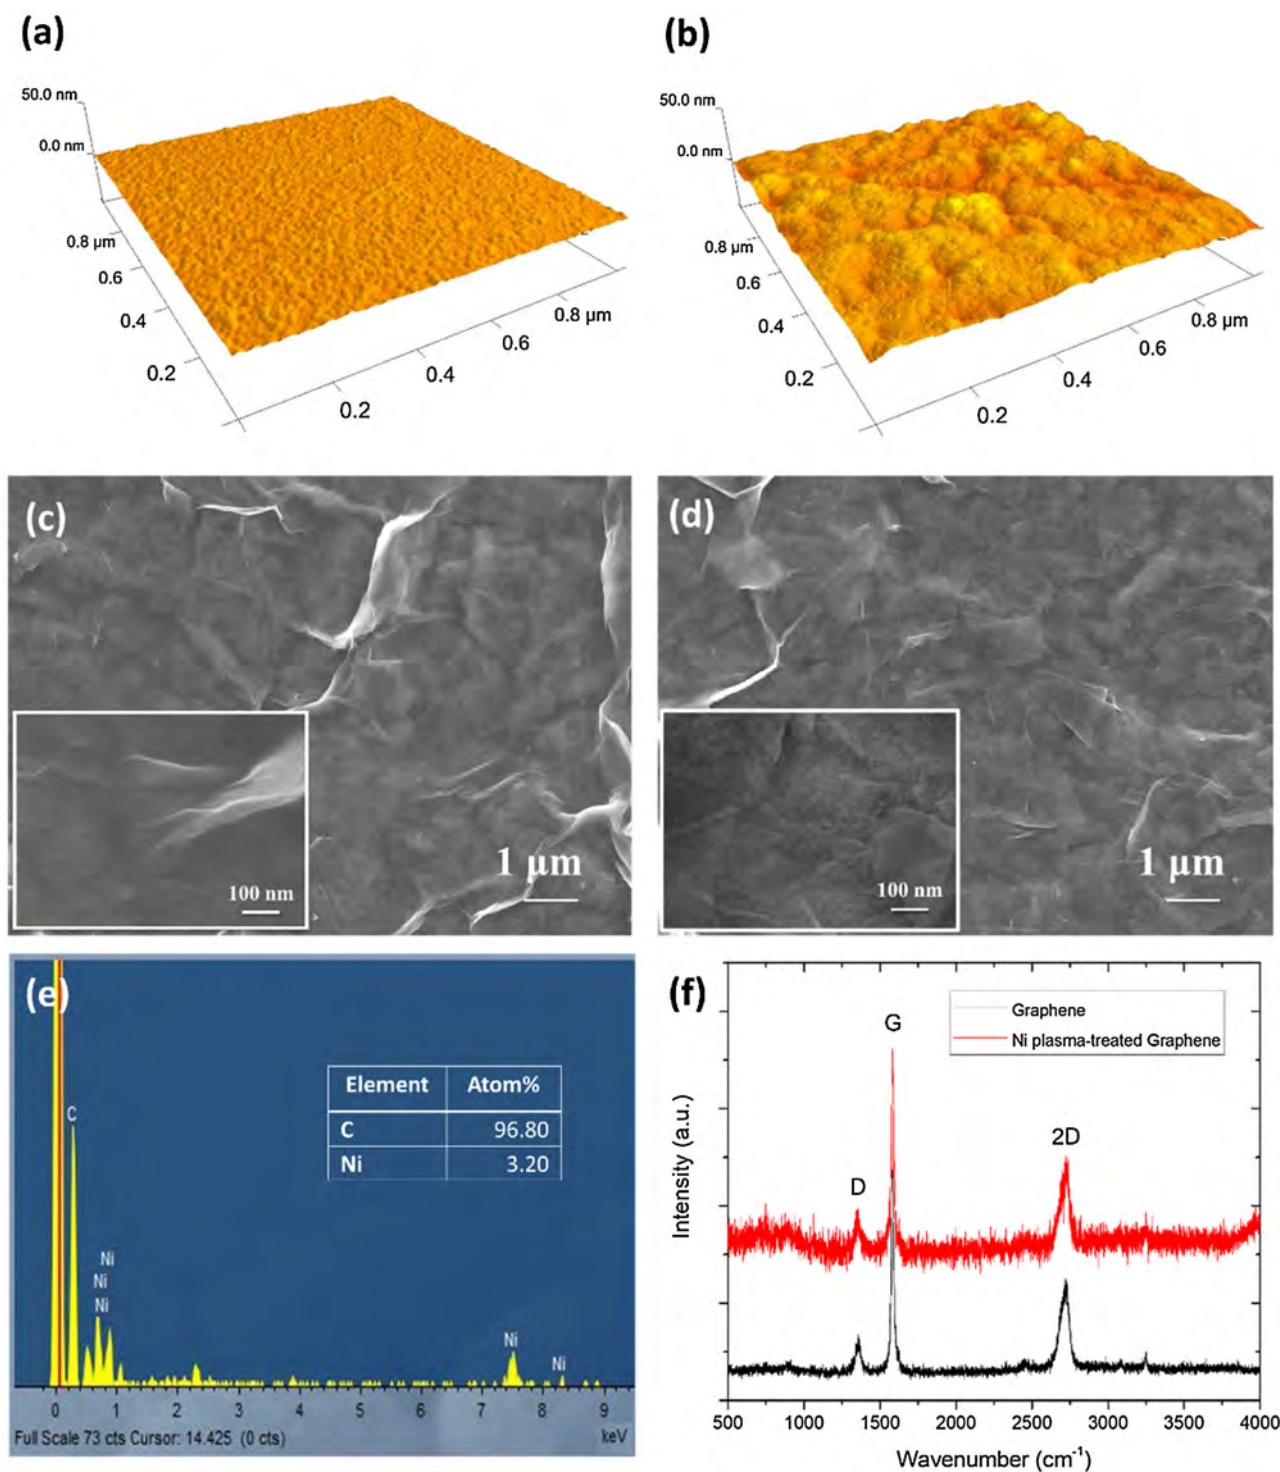 (a)
50.0 nm
0.0 nm
0.8 µm
0.6
0.4
0.2
0.2
0.4
0.6
0.8 µm
(b)
50.0 nm
0.0 nm
0.8 µm
0.6
0.4
0.2
0.2
0.4
0.6
0.8 µm
(c)
1 µm
100 nm
(d)
1 µm
100 nm
(e)
C
Ni
Ni
Ni
Ni
Ni
Element Atom%
C 96.80
Ni 3.20
0 1 2 3 4 5 6 7 8 9
Full Scale 73 cts Cursor: 14.425 (0 cts) keV
(f)
Graphene
Ni plasma-treated Graphene
G
D
2D
Intensity (a.u.)
500 1000 1500 2000 2500 3000 3500 4000
Wavenumber (cm⁻¹)